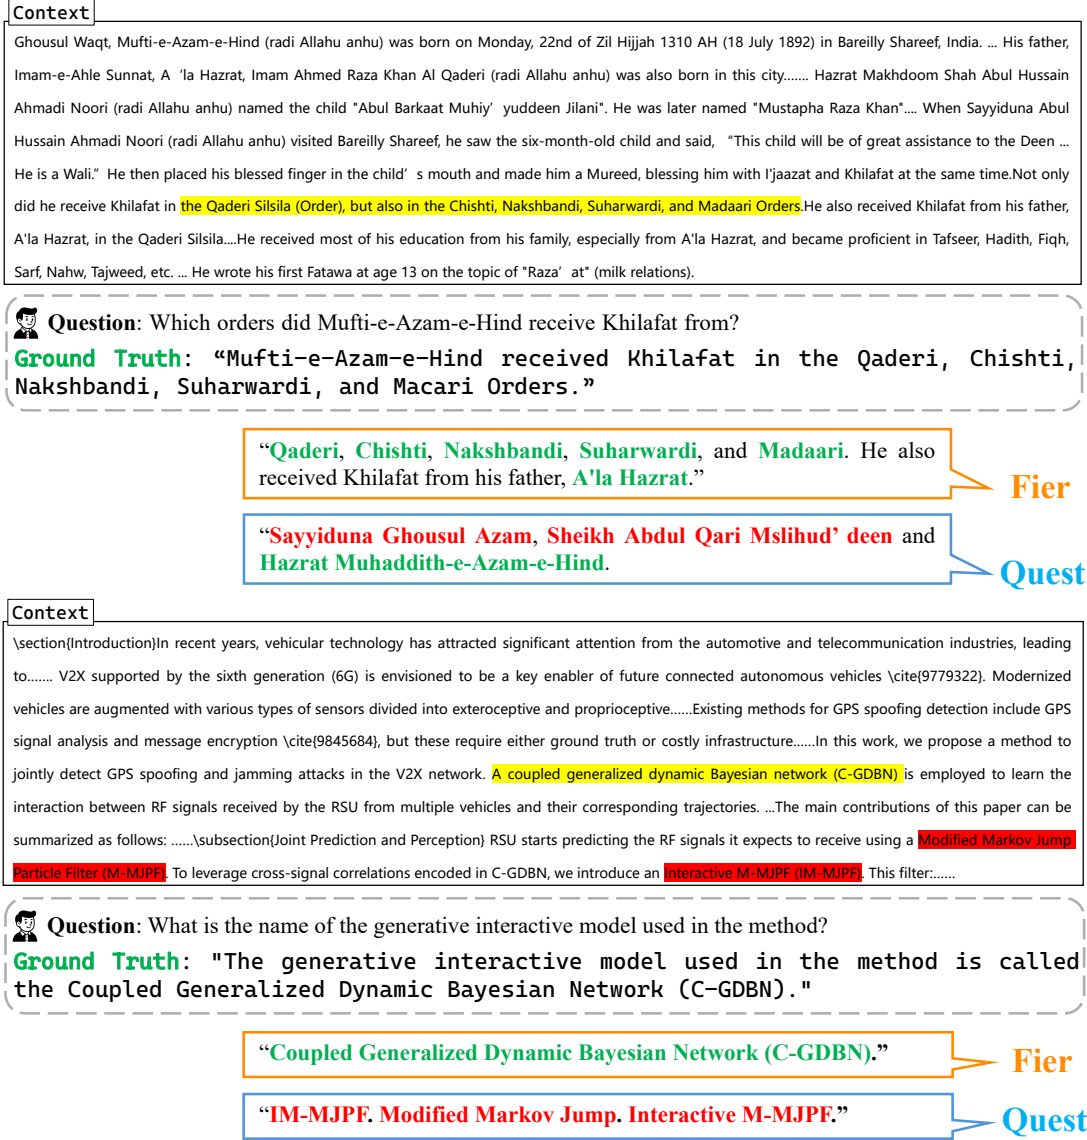 Context
Ghousul Waqt, Mufti-e-Azam-e-Hind (radi Allahu anhu) was born on Monday, 22nd of Zil Hijjah 1310 AH (18 July 1892) in Bareilly Shareef, India. ... His father,
Imam-e-Ahle Sunnat, A 'la Hazrat, Imam Ahmed Raza Khan Al Qaderi (radi Allahu anhu) was also born in this city....... Hazrat Makhdoom Shah Abul Hussain
Ahmadi Noori (radi Allahu anhu) named the child "Abul Barkaat Muhiy' yuddeen Jilani". He was later named "Mustapha Raza Khan".... When Sayyiduna Abul
Hussain Ahmadi Noori (radi Allahu anhu) visited Bareilly Shareef, he saw the six-month-old child and said, “This child will be of great assistance to the Deen ...
He is a Wali.” He then placed his blessed finger in the child’ s mouth and made him a Mureed, blessing him with I'jaazat and Khilafat at the same time.Not only
did he receive Khilafat in the Qaderi Silsila (Order), but also in the Chishti, Nakshbandi, Suharwardi, and Madaari Orders.He also received Khilafat from his father,
A'la Hazrat, in the Qaderi Silsila....He received most of his education from his family, especially from A'la Hazrat, and became proficient in Tafseer, Hadith, Fiqh,
Sarf, Nahw, Tajweed, etc. ... He wrote his first Fatawa at age 13 on the topic of "Raza’ at" (milk relations).
Question: Which orders did Mufti-e-Azam-e-Hind receive Khilafat from?
Ground Truth: “Mufti-e-Azam-e-Hind received Khilafat in the Qaderi, Chishti,
Nakshbandi, Suharwardi, and Macari Orders.”
“Qaderi, Chishti, Nakshbandi, Suharwardi, and Madaari. He also
received Khilafat from his father, A'la Hazrat.”
Fier
“Sayyiduna Ghousul Azam, Sheikh Abdul Qari Mslihud’ deen and
Hazrat Muhaddith-e-Azam-e-Hind.
Quest
Context
\section{Introduction}In recent years, vehicular technology has attracted significant attention from the automotive and telecommunication industries, leading
to....... V2X supported by the sixth generation (6G) is envisioned to be a key enabler of future connected autonomous vehicles \cite{9779322}. Modernized
vehicles are augmented with various types of sensors divided into exteroceptive and proprioceptive......Existing methods for GPS spoofing detection include GPS
signal analysis and message encryption \cite{9845684}, but these require either ground truth or costly infrastructure......In this work, we propose a method to
jointly detect GPS spoofing and jamming attacks in the V2X network. A coupled generalized dynamic Bayesian network (C-GDBN) is employed to learn the
interaction between RF signals received by the RSU from multiple vehicles and their corresponding trajectories. ...The main contributions of this paper can be
summarized as follows: ......\subsection{Joint Prediction and Perception} RSU starts predicting the RF signals it expects to receive using a Modified Markov Jump
Particle Filter (M-MJPF). To leverage cross-signal correlations encoded in C-GDBN, we introduce an Interactive M-MJPF (IM-MJPF). This filter:......
Question: What is the name of the generative interactive model used in the method?
Ground Truth: "The generative interactive model used in the method is called
the Coupled Generalized Dynamic Bayesian Network (C-GDBN)."
“Coupled Generalized Dynamic Bayesian Network (C-GDBN).”
Fier
“IM-MJPF. Modified Markov Jump. Interactive M-MJPF.”
Quest